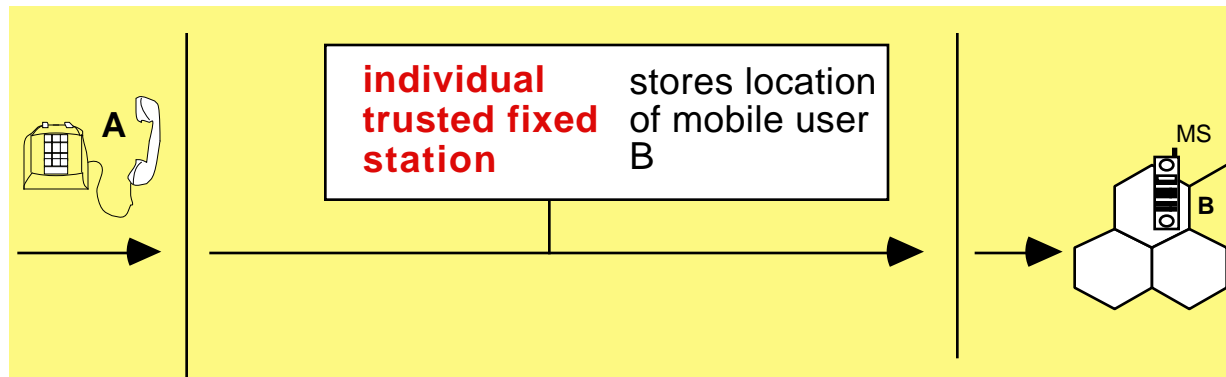 A
individual
trusted fixed
station
stores location
of mobile user
B
MS
B